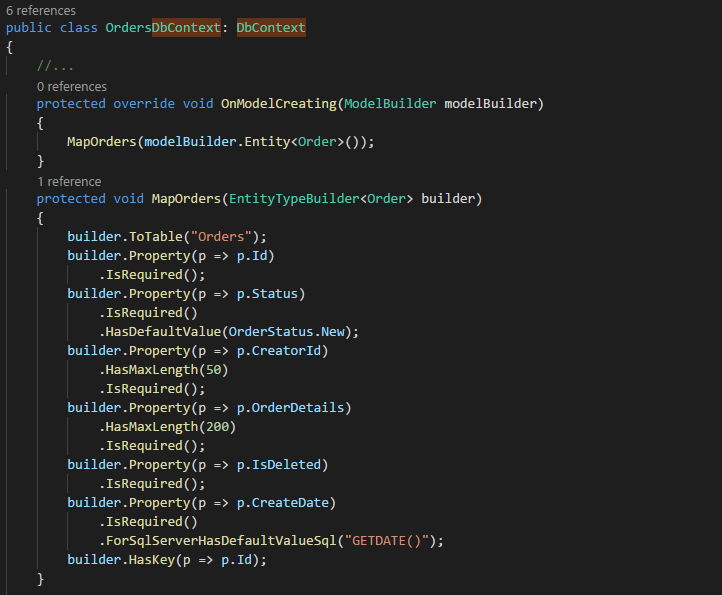 6 references
public class OrdersDbContext: DbContext
{
//...
0 references
protected override void OnModelCreating(ModelBuilder modelBuilder)
{
MapOrders(modelBuilder.Entity<Order>());
}
1 reference
protected void MapOrders(EntityTypeBuilder<Order> builder)
{
builder.ToTable("Orders");
builder.Property(p => p.Id)
.IsRequired();
builder.Property(p => p.Status)
.IsRequired()
.HasDefaultValue(OrderStatus.New);
builder.Property(p => p.CreatorId)
.HasMaxLength(50)
.IsRequired();
builder.Property(p => p.OrderDetails)
.HasMaxLength(200)
.IsRequired();
builder.Property(p => p.IsDeleted)
.IsRequired();
builder.Property(p => p.CreateDate)
.IsRequired()
.ForSqlServerHasDefaultValueSql("GETDATE()");
builder.HasKey(p => p.Id);
}